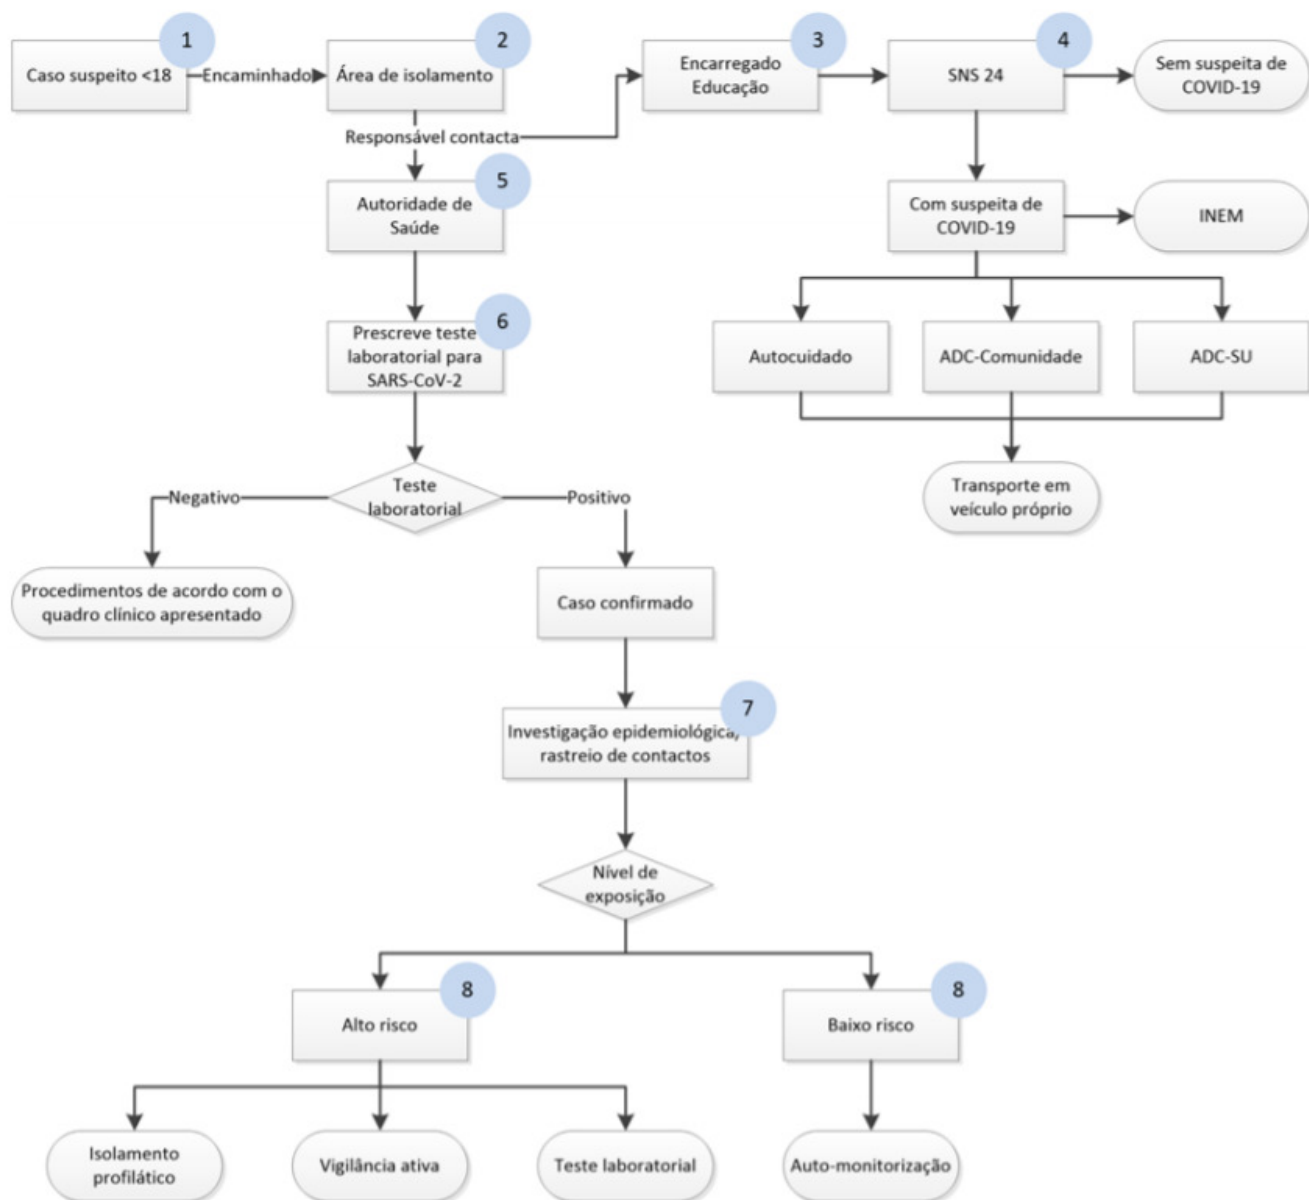 1
2
3
4
Caso suspeito <18
Encaminhado
Área de isolamento
Encarregado
Educação
SNS 24
Sem suspeita de
COVID-19
Responsável contacta
5
Autoridade de
Saúde
Com suspeita de
COVID-19
INEM
6
Prescreve teste
laboratorial para
SARS-CoV-2
Autocuidado
ADC-Comunidade
ADC-SU
Negativo
Teste
laboratorial
Positivo
Transporte em
veículo próprio
Procedimentos de acordo com o
quadro clínico apresentado
Caso confirmado
7
Investigação epidemiológica,
rastreio de contactos
Nível de
exposição
8
8
Alto risco
Baixo risco
Isolamento
profilático
Vigilância ativa
Teste laboratorial
Auto-monitorização